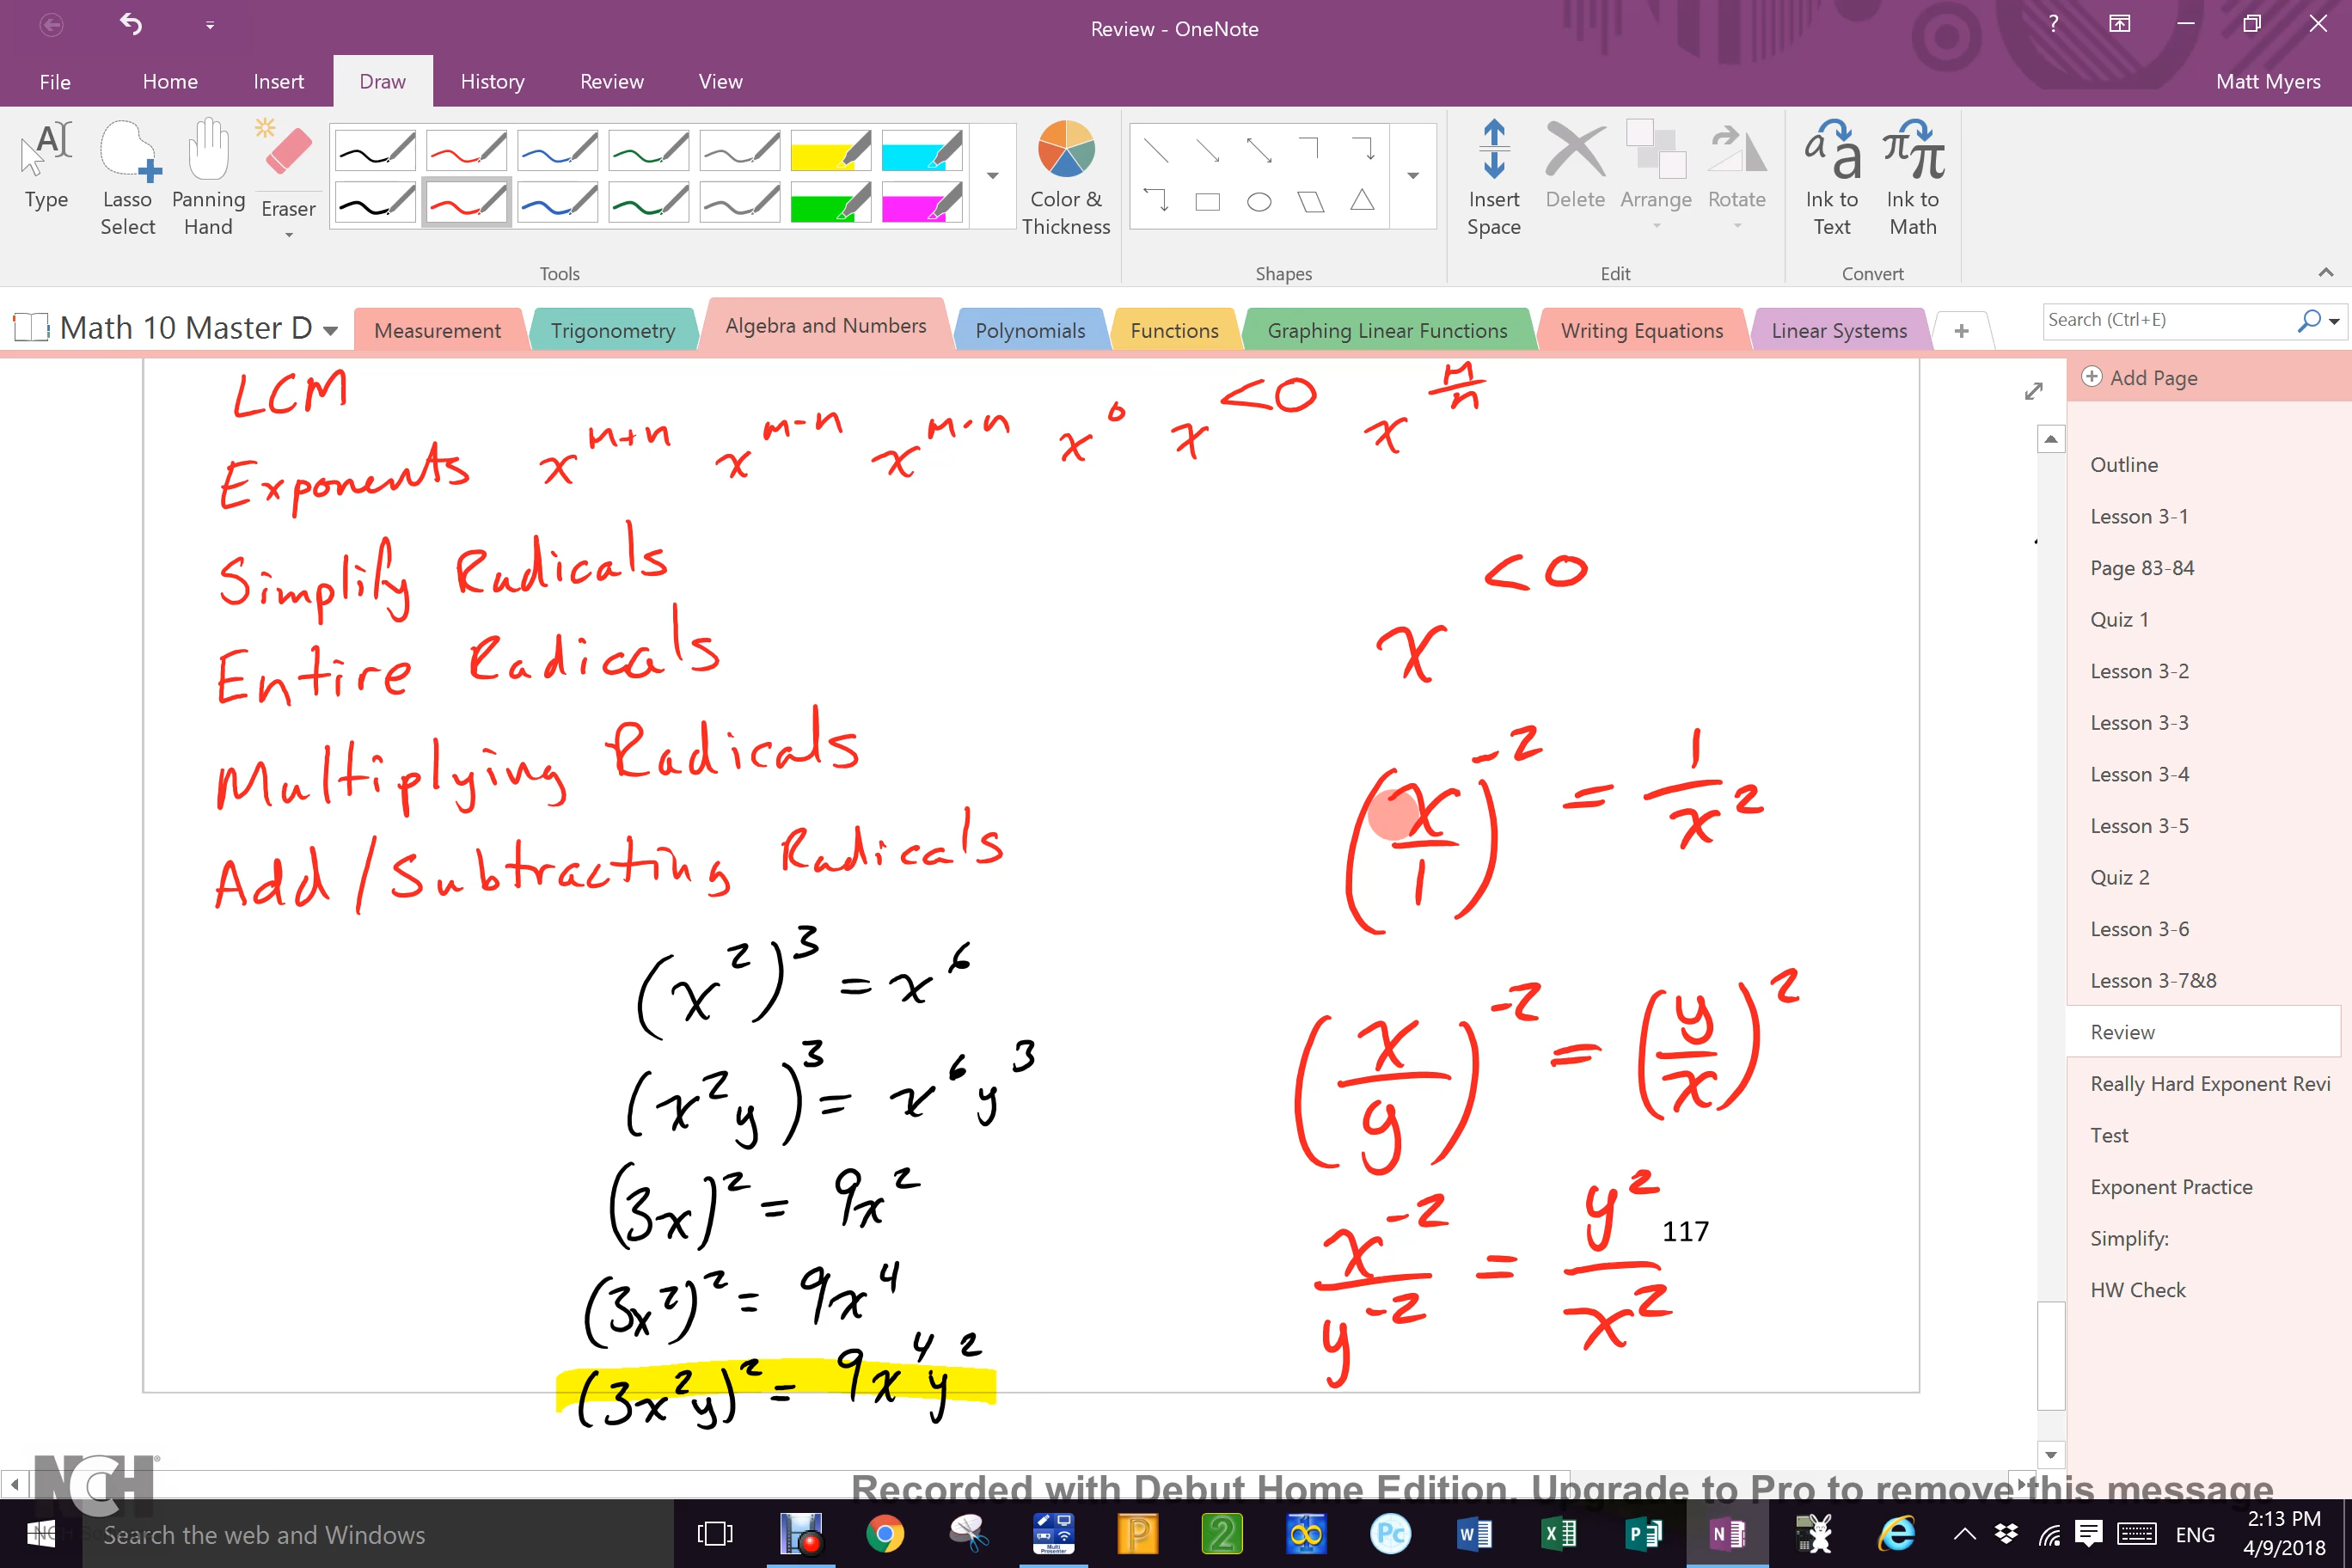 Review - OneNote
Matt Myers
File Home Insert Draw History Review View
Type Lasso Select Panning Hand Eraser
Color & Thickness
Insert Space Delete Arrange Rotate
Ink to Text Ink to Math
Tools Shapes Edit Convert
Math 10 Master D
Measurement Trigonometry Algebra and Numbers Polynomials Functions Graphing Linear Functions Writing Equations Linear Systems +
Search (Ctrl+E)
LCM
Exponents x^(m+n) x^(m-n) x^(m·n) x^0 x^(<0) x^(m/n)
Simplify Radicals
Entire Radicals
Multiplying Radicals
Add/Subtracting Radicals
(x^2)^3 = x^6
(x^2y)^3 = x^6y^3
(3x)^2 = 9x^2
(3x^2)^2 = 9x^4
(3x^2y)^2 = 9x^4y^2
x^(<0)
(x/1)^-2 = 1/x^2
(x/y)^-2 = (y/x)^2
x^-2/y^-2 = y^2/x^2
117
Add Page
Outline
Lesson 3-1
Page 83-84
Quiz 1
Lesson 3-2
Lesson 3-3
Lesson 3-4
Lesson 3-5
Quiz 2
Lesson 3-6
Lesson 3-7&8
Review
Really Hard Exponent Revi
Test
Exponent Practice
Simplify:
HW Check
NCH
Recorded with Debut Home Edition. Upgrade to Pro to remove this message
Search the web and Windows
ENG
2:13 PM
4/9/2018